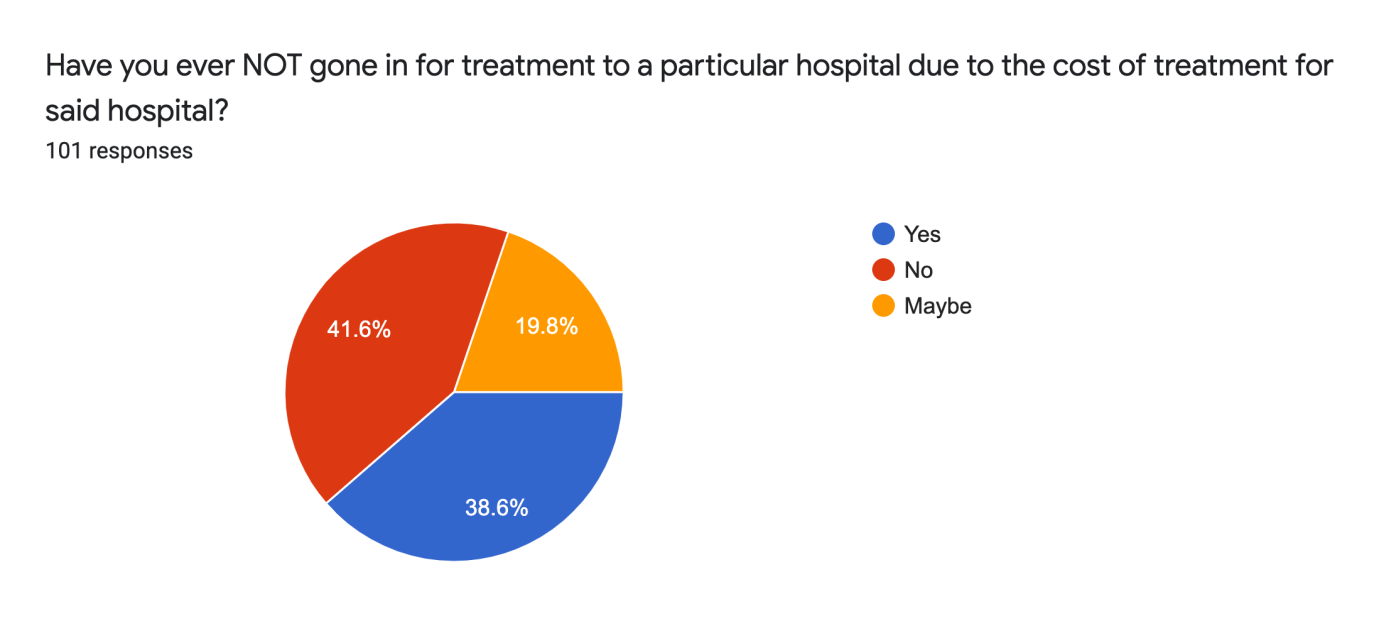 Have you ever NOT gone in for treatment to a particular hospital due to the cost of treatment for
said hospital?
101 responses
Yes
No
Maybe
41.6%
19.8%
38.6%